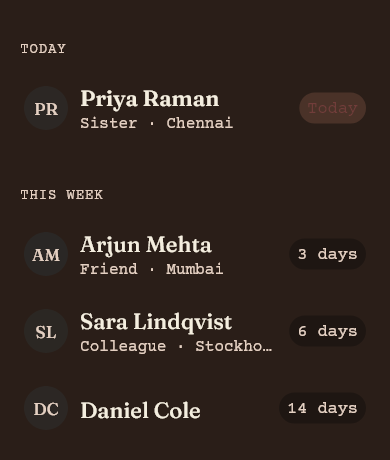 TODAY
PR
Priya Raman
Sister · Chennai
Today
THIS WEEK
AM
Arjun Mehta
Friend · Mumbai
3 days
SL
Sara Lindqvist
Colleague · Stockho…
6 days
DC
Daniel Cole
14 days